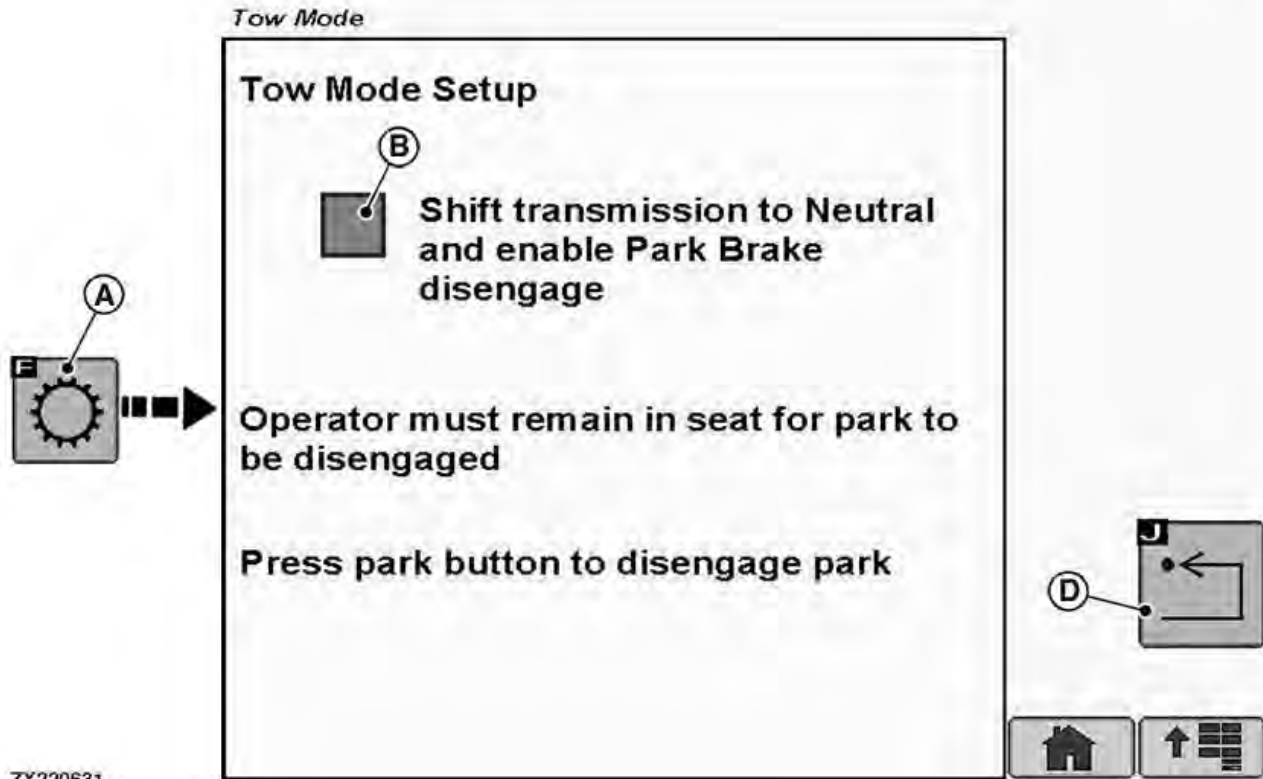 Tow Mode
Tow Mode Setup
B
Shift transmission to Neutral
and enable Park Brake
disengage
A
E
Operator must remain in seat for park to
be disengaged
J
Press park button to disengage park
D
ZX220631